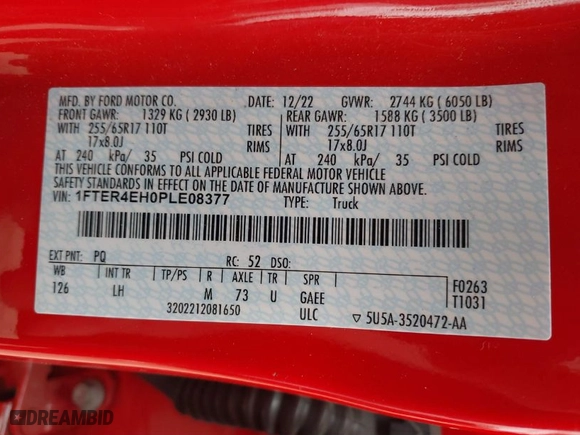 MFD. BY FORD MOTOR CO. DATE: 12/22 GVWR: 2744 KG ( 6050 LB)
FRONT GAWR: 1329 KG ( 2930 LB) REAR GAWR: 1588 KG ( 3500 LB)
WITH 255/65R17 110T TIRES WITH 255/65R17 110T TIRES
17x8.0J RIMS 17x8.0J RIMS
AT 240 kPa/ 35 PSI COLD AT 240 kPa/ 35 PSI COLD
THIS VEHICLE CONFORMS TO ALL APPLICABLE FEDERAL MOTOR VEHICLE
SAFETY STANDARDS IN EFFECT ON THE DATE OF MANUFACTURE SHOWN ABOVE.
VIN: 1FTER4EH0PLE08377 TYPE: Truck
EXT PNT: PQ RC: 52 DSO:
WB INT TR TP/PS R AXLE TR SPR F0263
126 LH M 73 U GAEE T1031
3202212081650 ULC ▽ 5U5A-3520472-AA
DREAMBID